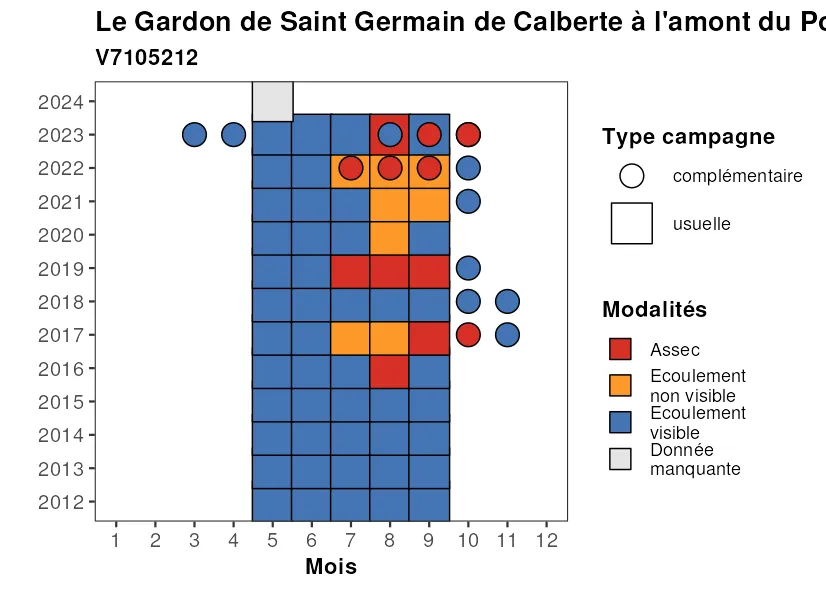 Le Gardon de Saint Germain de Calberte à l'amont du
V7105212
2024
2023
2022
2021
2020
2019
2018
2017
2016
2015
2014
2013
2012
1 2 3 4 5 6 7 8 9 10 11 12
Mois
Type campagne
complémentaire
usuelle
Modalités
Assec
Ecoulement
non visible
Ecoulement
visible
Donnée
manquante